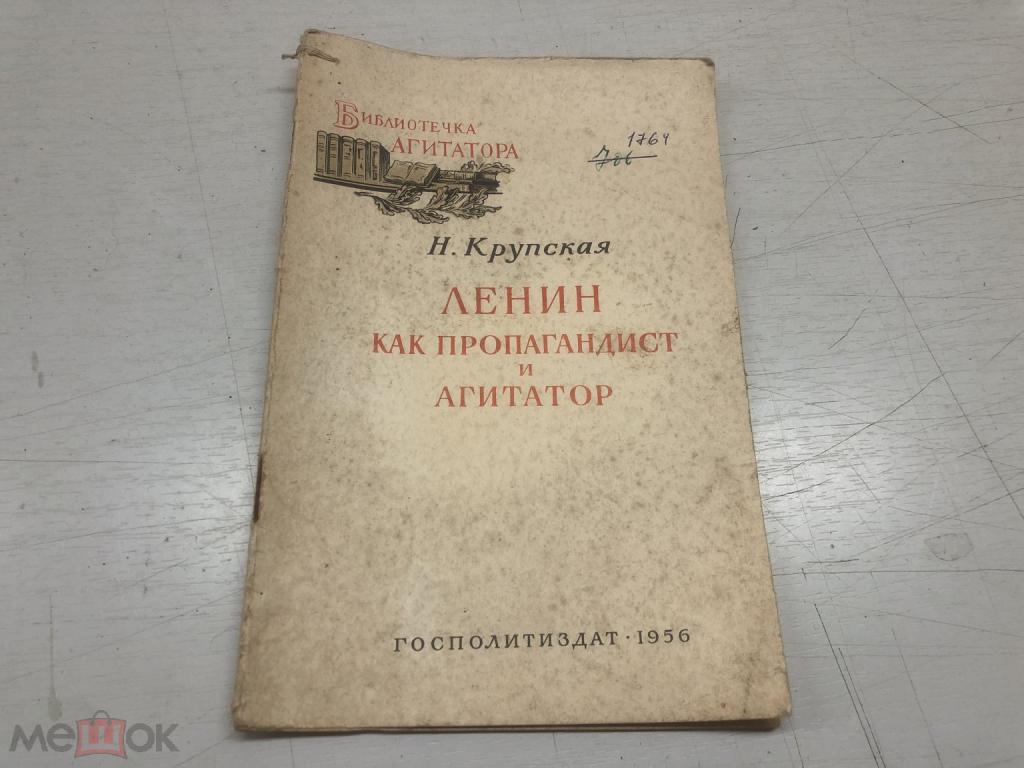 Библиотечка
агитатора
1764
Н. Крупская
ЛЕНИН
КАК ПРОПАГАНДИСТ
И
АГИТАТОР
ГОСПОЛИТИЗДАТ · 1956
мешок